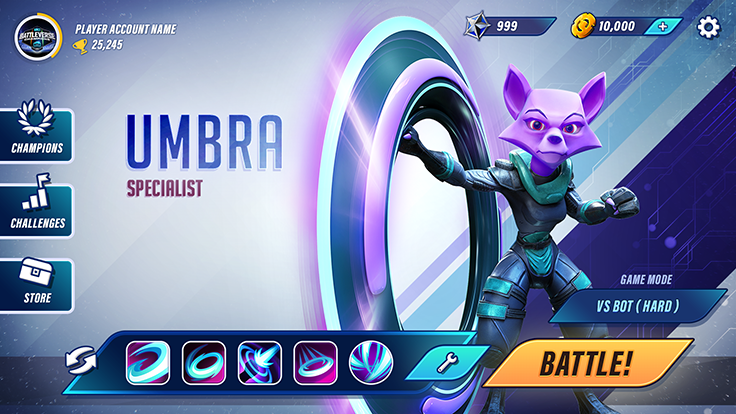 BATTLEVERSE
PLAYER ACCOUNT NAME
25,245
999
10,000
+
CHAMPIONS
CHALLENGES
STORE
UMBRA
SPECIALIST
GAME MODE
VS BOT ( HARD )
BATTLE!